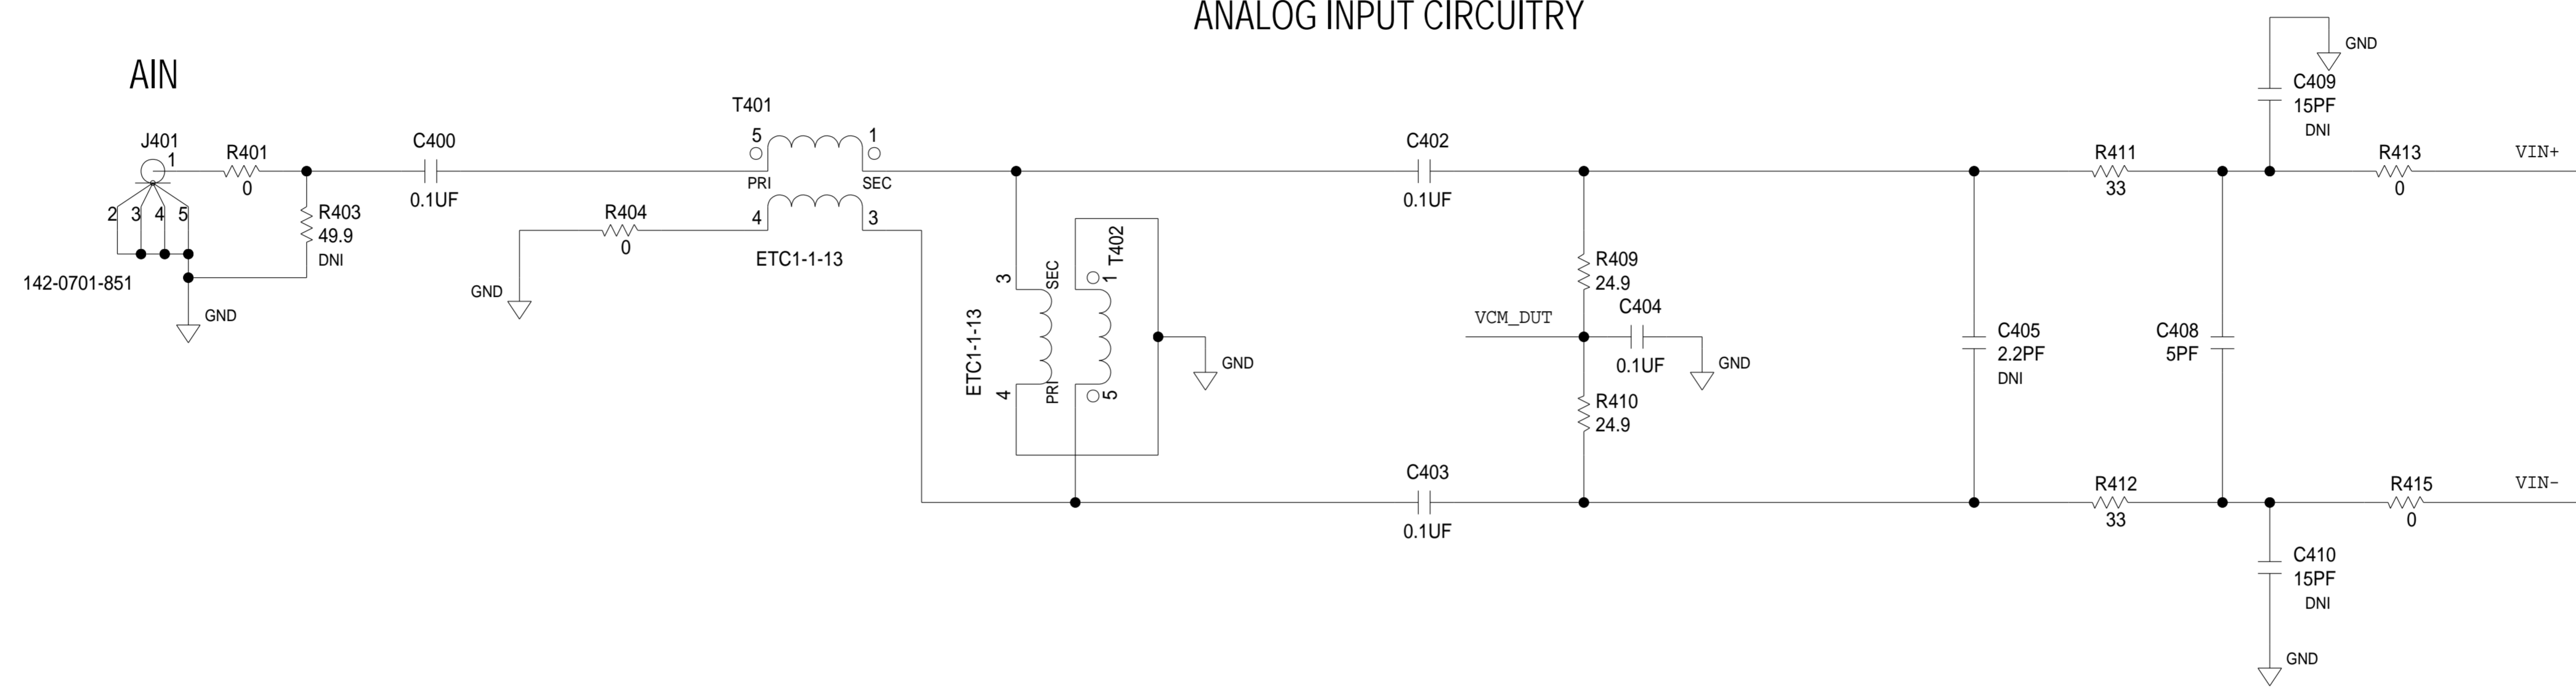 ANALOG INPUT CIRCUITRY
AIN
J401
1
2
3
4
5
142-0701-851
GND
R401
0
R403
49.9
DNI
C400
0.1UF
GND
R404
0
T401
5
1
PRI
SEC
4
3
ETC1-1-13
3
SEC
1
T402
ETC1-1-13
4
PRI
5
GND
C402
0.1UF
C403
0.1UF
R409
24.9
VCM_DUT
C404
0.1UF
GND
R410
24.9
C405
2.2PF
DNI
R411
33
C408
5PF
R412
33
GND
C409
15PF
DNI
R413
0
VIN+
R415
0
VIN-
C410
15PF
DNI
GND